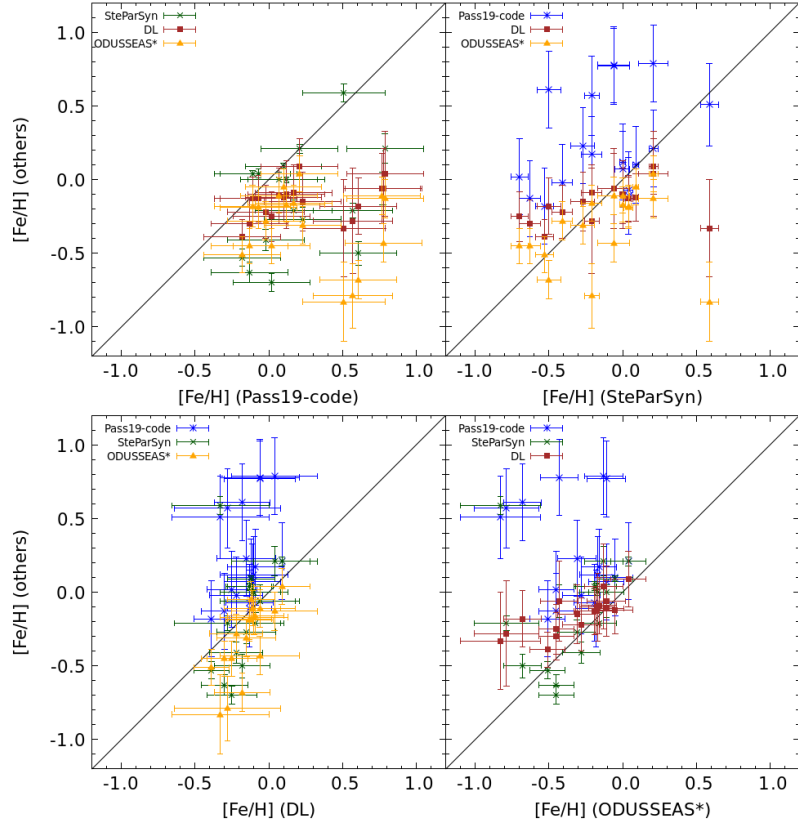 SteParSyn
DL
ODUSSEAS*
Pass19-code
DL
ODUSSEAS*
1.0
0.5
0.0
-0.5
-1.0
[Fe/H] (others)
[Fe/H] (others)
-1.0 -0.5 0.0 0.5 1.0
-1.0 -0.5 0.0 0.5 1.0
[Fe/H] (Pass19-code)
[Fe/H] (SteParSyn)
Pass19-code
SteParSyn
ODUSSEAS*
Pass19-code
SteParSyn
DL
1.0
0.5
0.0
-0.5
-1.0
[Fe/H] (others)
[Fe/H] (others)
-1.0 -0.5 0.0 0.5 1.0
-1.0 -0.5 0.0 0.5 1.0
[Fe/H] (DL)
[Fe/H] (ODUSSEAS*)